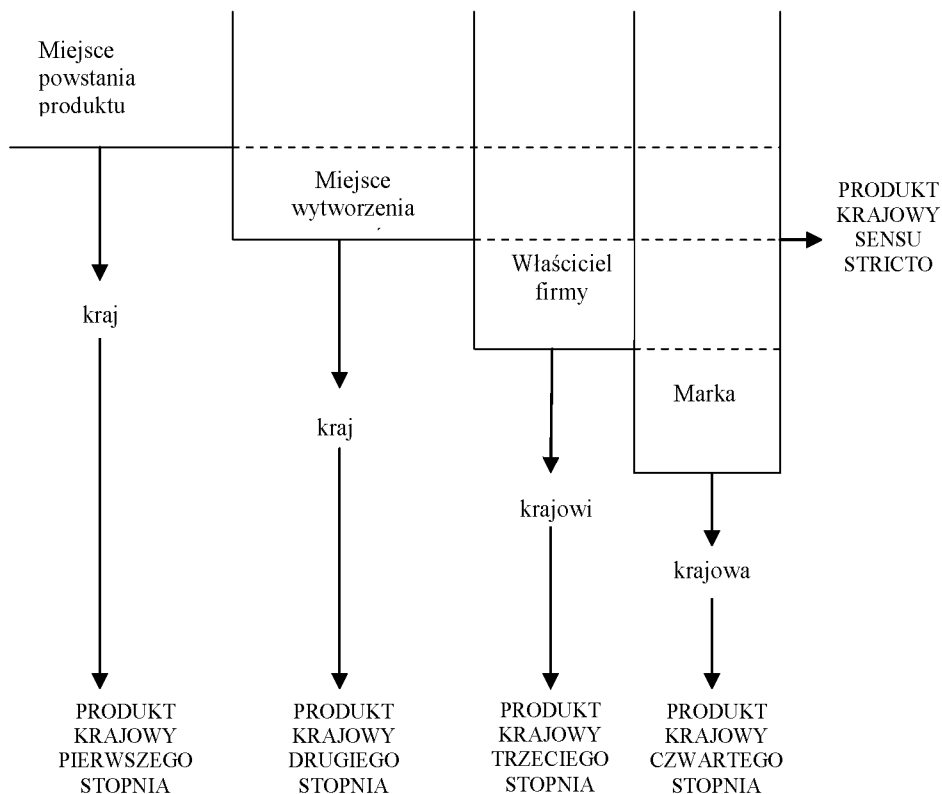 Miejsce
powstania
produktu
Miejsce
wytworzenia
PRODUKT
KRAJOWY
SENSU
STRICTO
Właściciel
firmy
kraj
Marka
kraj
krajowi
krajowa
PRODUKT
KRAJOWY
PIERWSZEGO
STOPNIA
PRODUKT
KRAJOWY
DRUGIEGO
STOPNIA
PRODUKT
KRAJOWY
TRZECIEGO
STOPNIA
PRODUKT
KRAJOWY
CZWARTEGO
STOPNIA